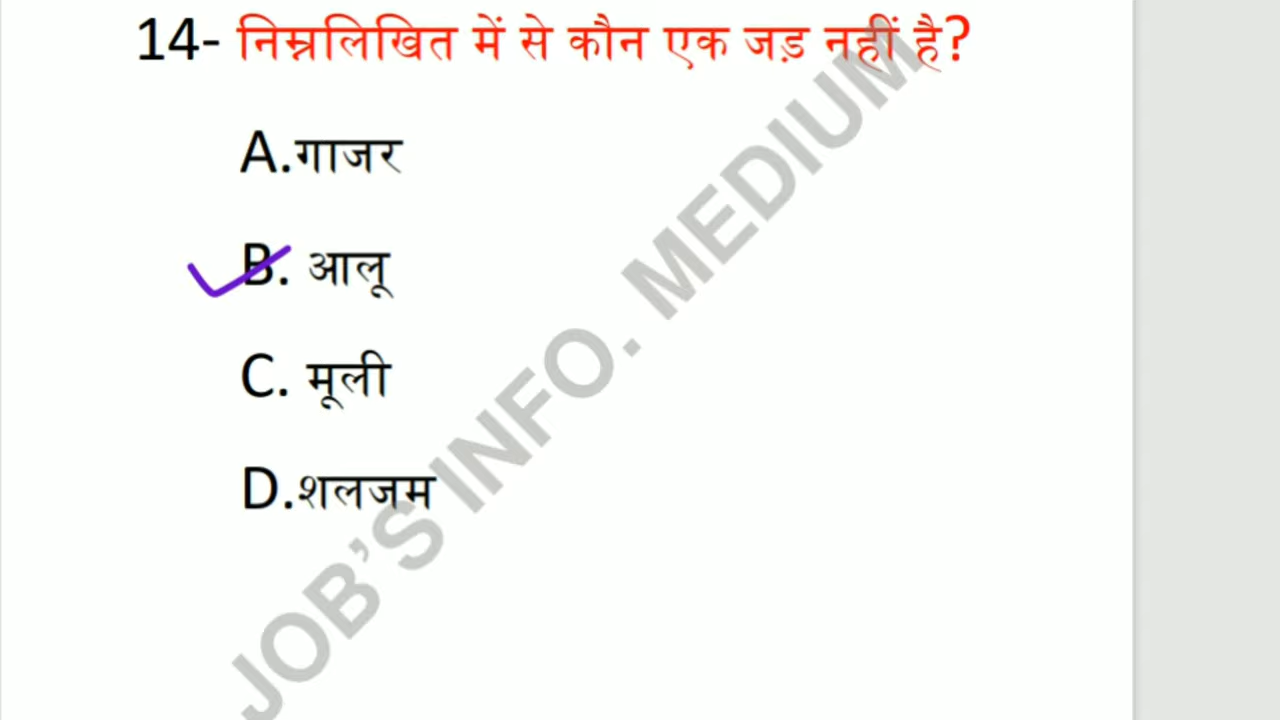 14- निम्नलिखित में से कौन एक जड़ नहीं है?
A.गाजर
B. आलू
C. मूली
D.शलजम
JOB'S INFO. MEDIUM